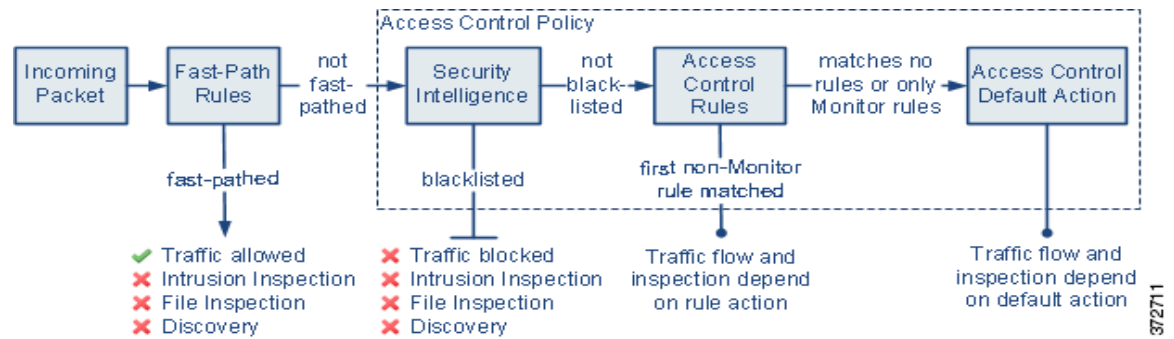 Access Control Policy
Incoming
Packet
Fast-Path
Rules
not
fast-
pathed
Security
Intelligence
not
black-
listed
Access
Control
Rules
matches no
rules or only
Monitor rules
Access Control
Default Action
fast-pathed
blacklisted
first non-Monitor
rule matched
Traffic allowed
Intrusion Inspection
File Inspection
Discovery
Traffic blocked
Intrusion Inspection
File Inspection
Discovery
Traffic flow and
inspection depend
on rule action
Traffic flow and
inspection depend
on default action
372711